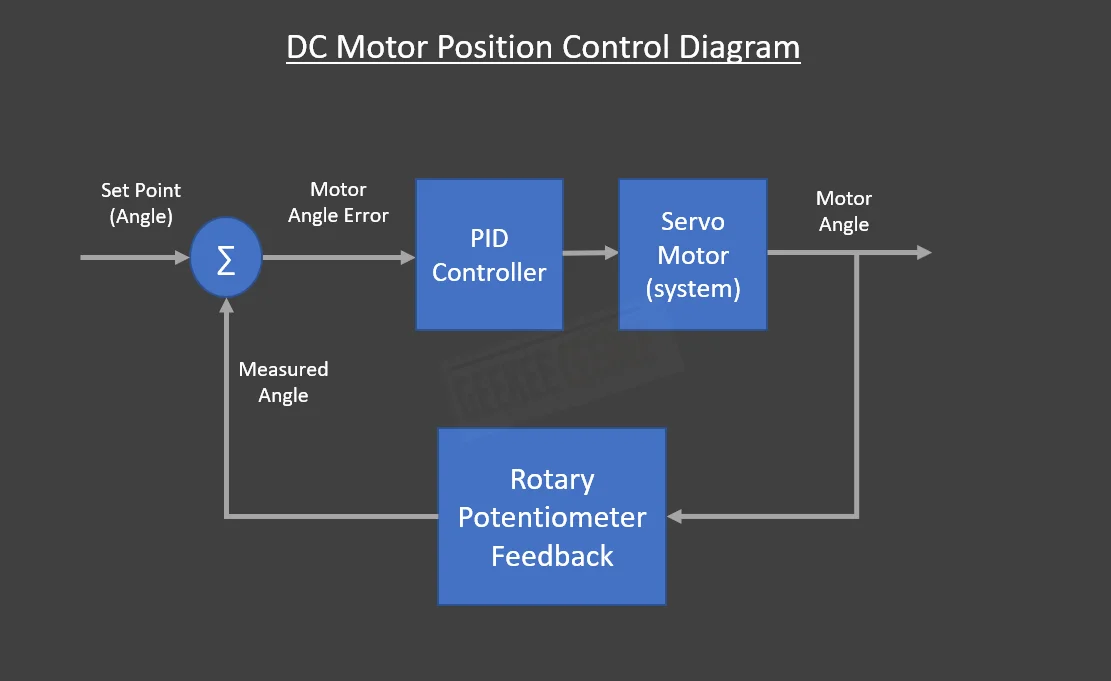 DC Motor Position Control Diagram
Set Point
(Angle)
Σ
Motor
Angle Error
PID
Controller
Servo
Motor
(system)
Motor
Angle
Measured
Angle
Rotary
Potentiometer
Feedback